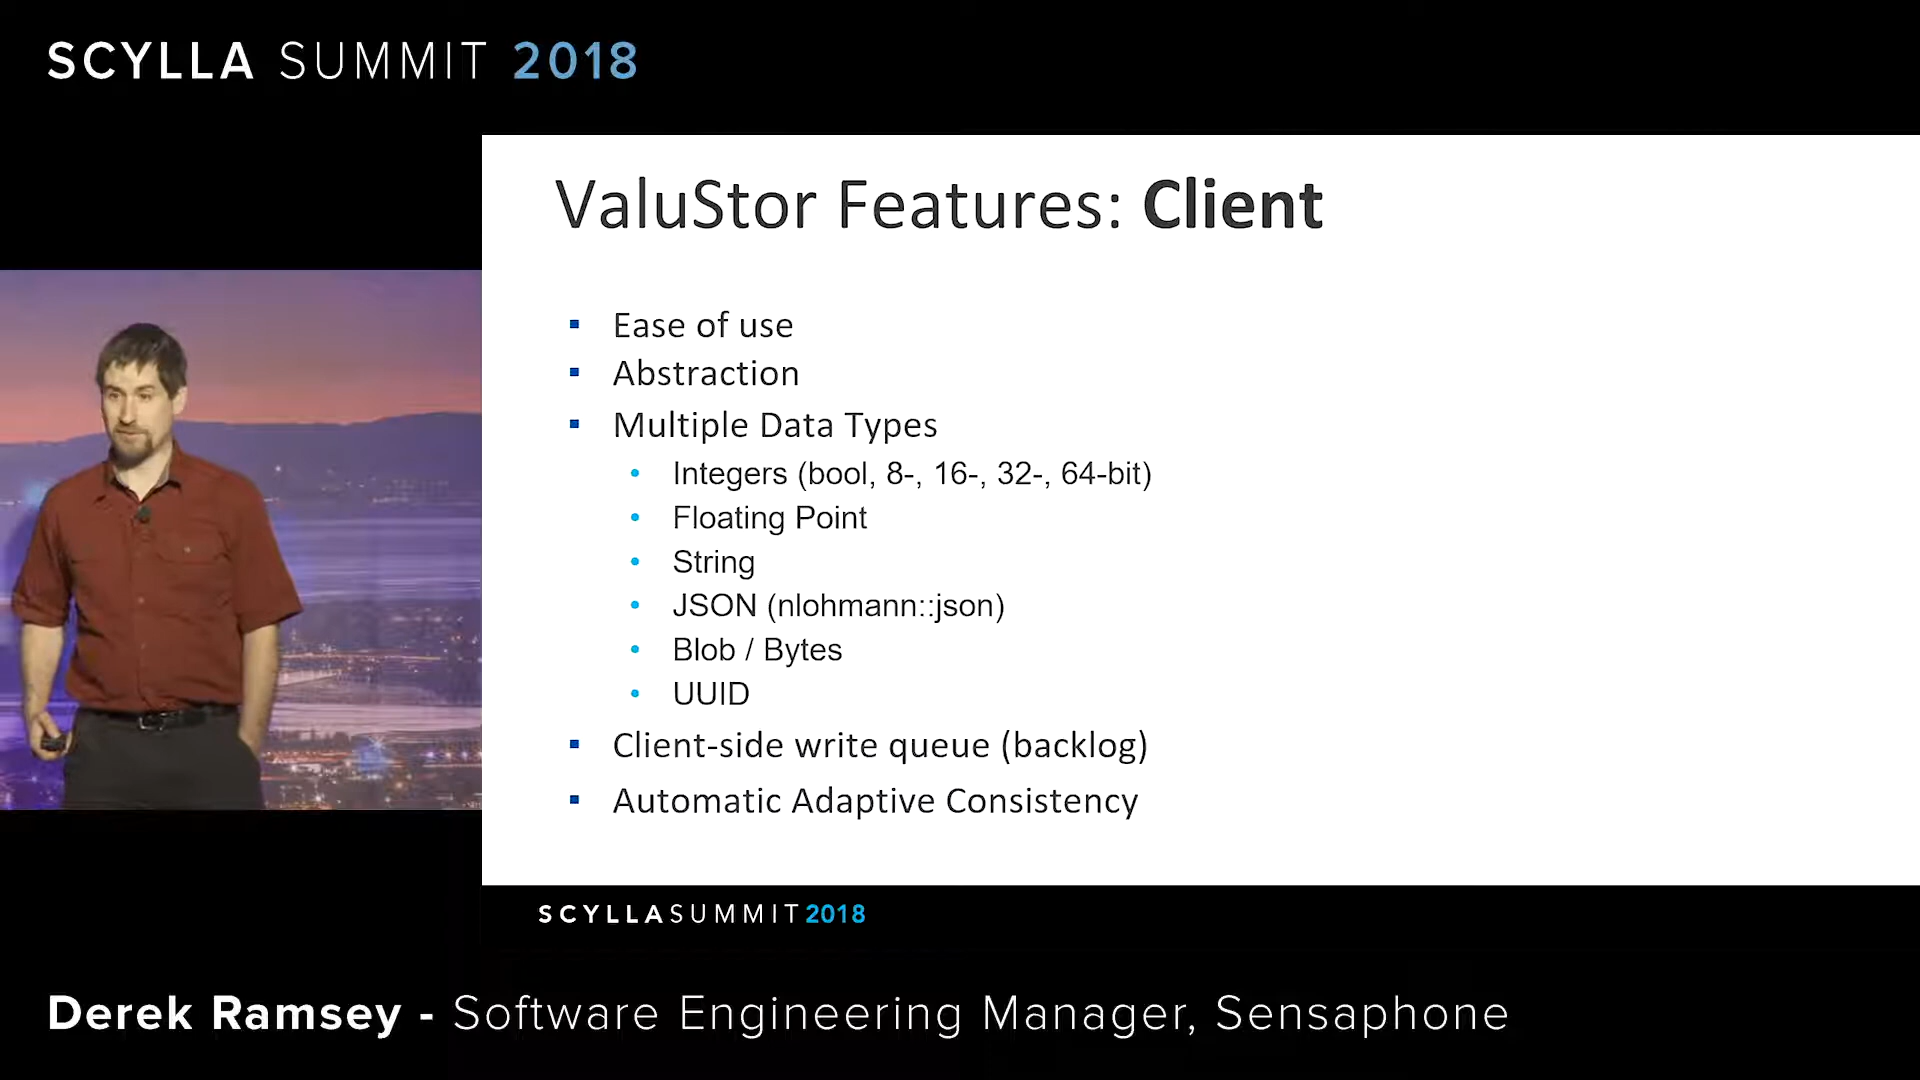 SCYLLA SUMMIT 2018
ValuStor Features: Client
Ease of use
Abstraction
Multiple Data Types
Integers (bool, 8-, 16-, 32-, 64-bit)
Floating Point
String
JSON (nlohmann::json)
Blob / Bytes
UUID
Client-side write queue (backlog)
Automatic Adaptive Consistency
SCYLLASUMMIT2018
Derek Ramsey - Software Engineering Manager, Sensaphone